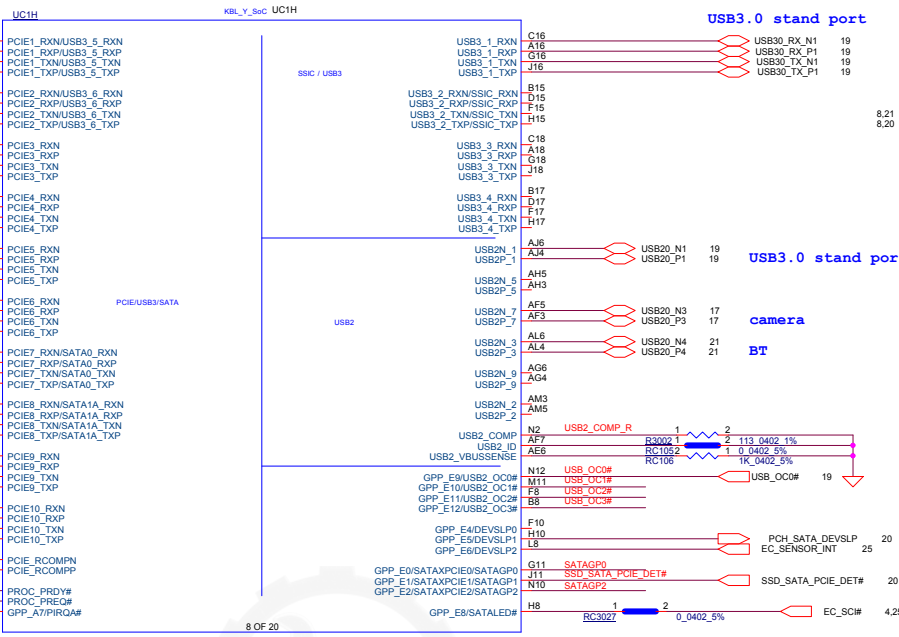 UC1H
KBL_Y_SoC UC1H
USB3.0 stand port
PCIE1_RXN/USB3_5_RXN
PCIE1_RXP/USB3_5_RXP
PCIE1_TXN/USB3_5_TXN
PCIE1_TXP/USB3_5_TXP
PCIE2_RXN/USB3_6_RXN
PCIE2_RXP/USB3_6_RXP
PCIE2_TXN/USB3_6_TXN
PCIE2_TXP/USB3_6_TXP
PCIE3_RXN
PCIE3_RXP
PCIE3_TXN
PCIE3_TXP
PCIE4_RXN
PCIE4_RXP
PCIE4_TXN
PCIE4_TXP
PCIE5_RXN
PCIE5_RXP
PCIE5_TXN
PCIE5_TXP
PCIE6_RXN
PCIE6_RXP
PCIE6_TXN
PCIE6_TXP
PCIE7_RXN/SATA0_RXN
PCIE7_RXP/SATA0_RXP
PCIE7_TXN/SATA0_TXN
PCIE7_TXP/SATA0_TXP
PCIE8_RXN/SATA1A_RXN
PCIE8_RXP/SATA1A_RXP
PCIE8_TXN/SATA1A_TXN
PCIE8_TXP/SATA1A_TXP
PCIE9_RXN
PCIE9_RXP
PCIE9_TXN
PCIE9_TXP
PCIE10_RXN
PCIE10_RXP
PCIE10_TXN
PCIE10_TXP
PCIE_RCOMPN
PCIE_RCOMPP
PROC_PRDY#
PROC_PREQ#
GPP_A7/PIRQA#
PCIE/USB3/SATA
SSIC / USB3
USB2
8 OF 20
USB3_1_RXN C16 USB30_RX_N1 19
USB3_1_RXP A16 USB30_RX_P1 19
USB3_1_TXN G16 USB30_TX_N1 19
USB3_1_TXP J16 USB30_TX_P1 19
USB3_2_RXN/SSIC_RXN B15
USB3_2_RXP/SSIC_RXP D15
USB3_2_TXN/SSIC_TXN F15
USB3_2_TXP/SSIC_TXP H15
8,21
8,20
USB3_3_RXN C18
USB3_3_RXP A18
USB3_3_TXN G18
USB3_3_TXP J18
USB3_4_RXN B17
USB3_4_RXP D17
USB3_4_TXN F17
USB3_4_TXP H17
USB2N_1 AJ6 USB20_N1 19
USB2P_1 AJ4 USB20_P1 19
USB3.0 stand por
USB2N_5 AH5
USB2P_5 AH3
USB2N_7 AF5 USB20_N3 17
USB2P_7 AF3 USB20_P3 17
camera
USB2N_3 AL6 USB20_N4 21
USB2P_3 AL4 USB20_P4 21
BT
USB2N_9 AG6
USB2P_9 AG4
USB2N_2 AM3
USB2P_2 AM5
USB2_COMP N2 USB2_COMP_R 1 2
R3002 113_0402_1%
USB2_ID AF7 1 2
RC105 0_0402_5%
USB2_VBUSSENSE AE6 2 1
RC106 1K_0402_5%
GPP_E9/USB2_OC0# N12 USB_OC0# USB_OC0# 19
GPP_E10/USB2_OC1# M11 USB_OC1#
GPP_E11/USB2_OC2# F8 USB_OC2#
GPP_E12/USB2_OC3# B8 USB_OC3#
GPP_E4/DEVSLP0 F10
GPP_E5/DEVSLP1 H10 PCH_SATA_DEVSLP 20
GPP_E6/DEVSLP2 L8 EC_SENSOR_INT 25
GPP_E0/SATAXPCIE0/SATAGP0 G11 SATAGP0
GPP_E1/SATAXPCIE1/SATAGP1 J11 SSD_SATA_PCIE_DET# SSD_SATA_PCIE_DET# 20
GPP_E2/SATAXPCIE2/SATAGP2 N10 SATAGP2
GPP_E8/SATALED# H8 1 2 EC_SCI# 4,25
RC3027 0_0402_5%